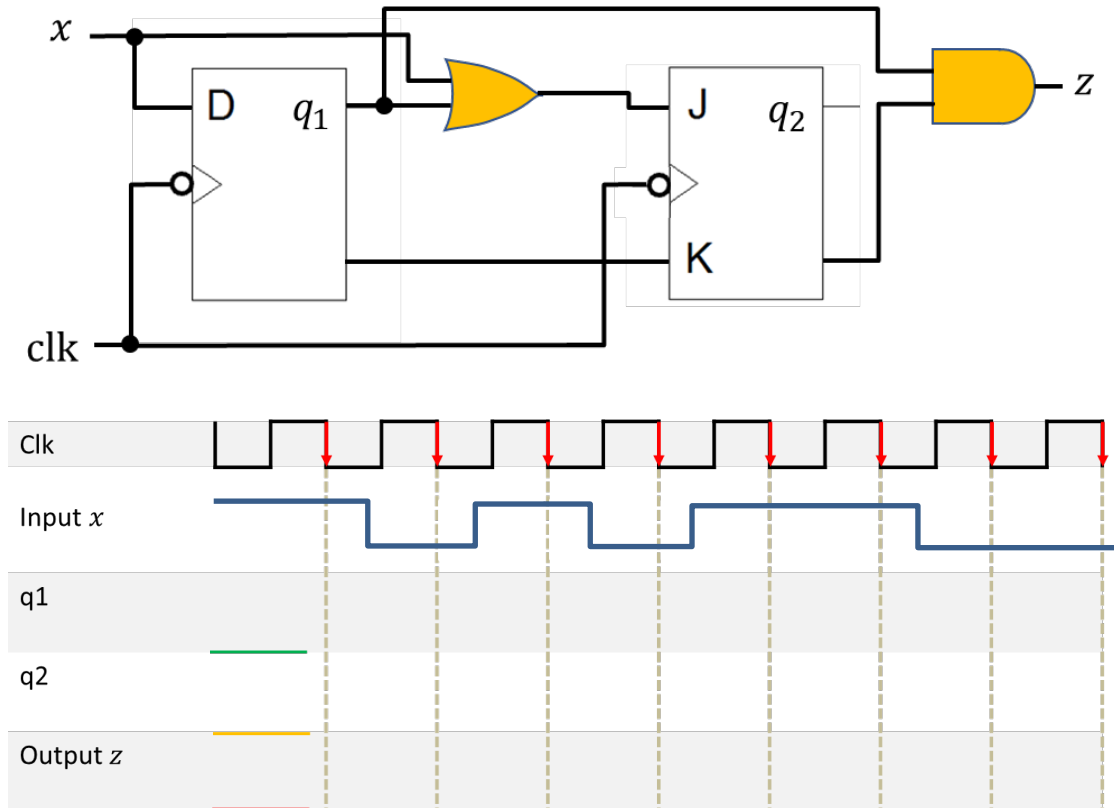 x
D q₁ J q₂ z
K
clk
Clk
Input x
q1
q2
Output z